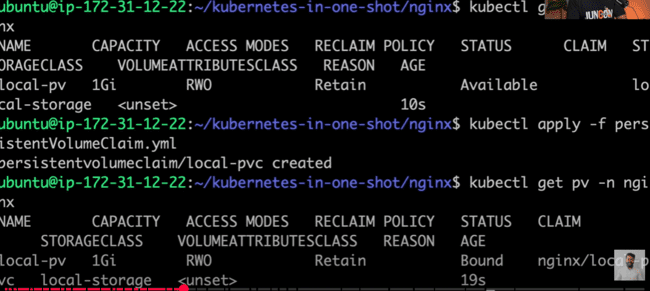 ubuntu@ip-172-31-12-22:~/kubernetes-in-one-shot/nginx$ kubectl g
nx
NAME CAPACITY ACCESS MODES RECLAIM POLICY STATUS CLAIM ST
ORAGECLASS VOLUMEATTRIBUTESCLASS REASON AGE
local-pv 1Gi RWO Retain Available lo
cal-storage <unset> 10s
ubuntu@ip-172-31-12-22:~/kubernetes-in-one-shot/nginx$ kubectl apply -f pers
istentVolumeClaim.yml
persistentvolumeclaim/local-pvc created
ubuntu@ip-172-31-12-22:~/kubernetes-in-one-shot/nginx$ kubectl get pv -n ngi
nx
NAME CAPACITY ACCESS MODES RECLAIM POLICY STATUS CLAIM
STORAGECLASS VOLUMEATTRIBUTESCLASS REASON AGE
local-pv 1Gi RWO Retain Bound nginx/local-p
vc local-storage <unset> 19s